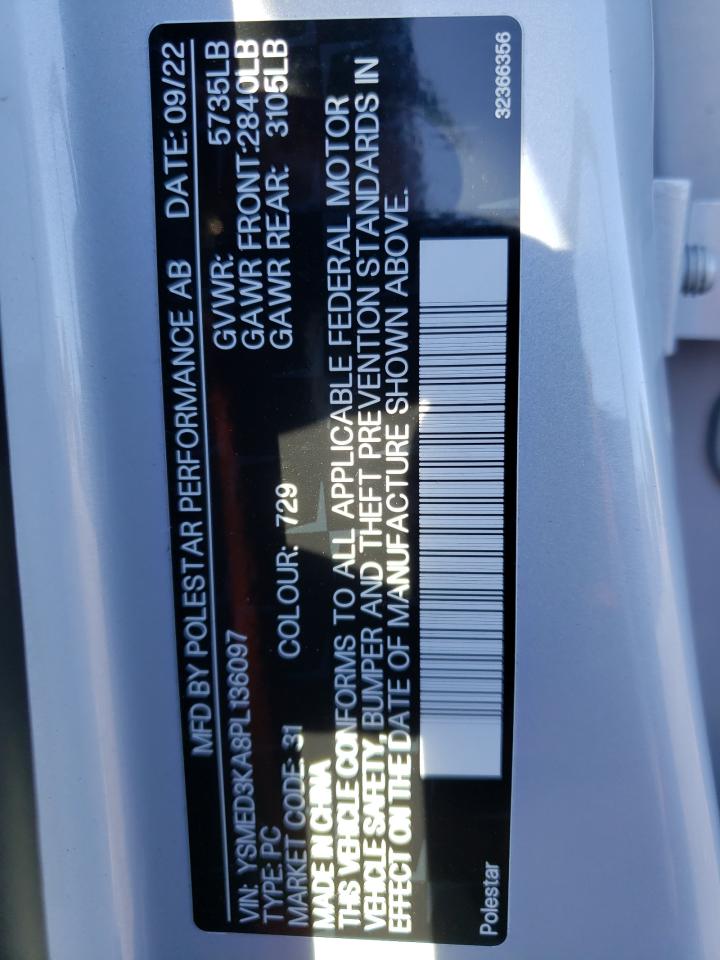 MFD BY POLESTAR PERFORMANCE AB DATE: 09/22
VIN: YSMED3KA8PL136097 GVWR: 5735LB
TYPE: PC GAWR FRONT:2840LB
MARKET CODE: 31 COLOUR: 729 GAWR REAR: 3105LB
MADE IN CHINA
THIS VEHICLE CONFORMS TO ALL APPLICABLE FEDERAL MOTOR
VEHICLE SAFETY, BUMPER AND THEFT PREVENTION STANDARDS IN
EFFECT ON THE DATE OF MANUFACTURE SHOWN ABOVE.
Polestar 32366356